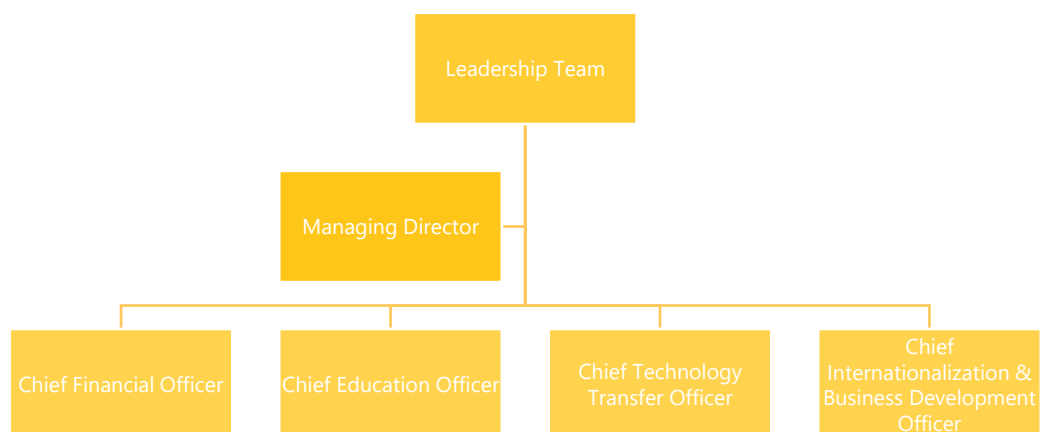 Leadership Team
Managing Director
Chief Financial Officer
Chief Education Officer
Chief Technology
Transfer Officer
Chief
Internationalization &
Business Development
Officer